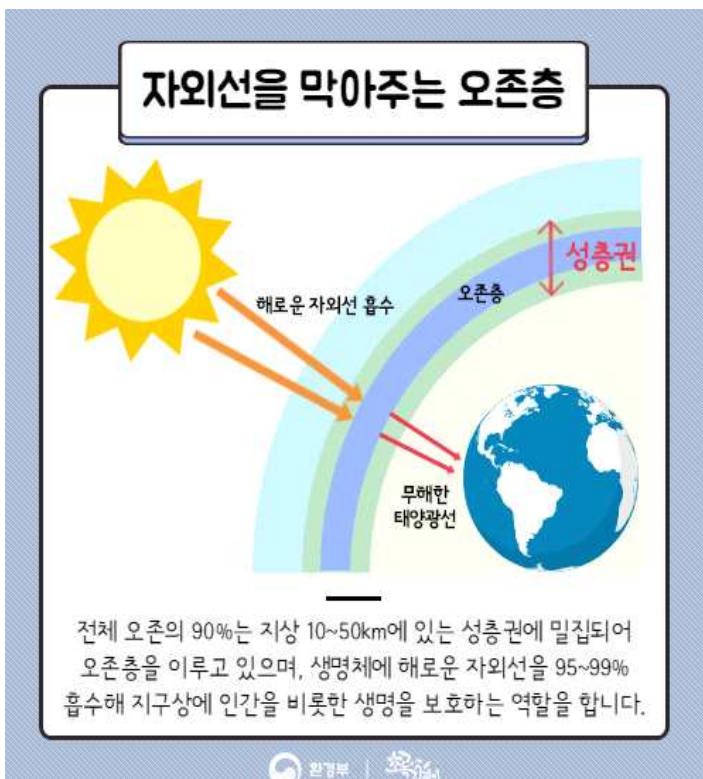 자외선을 막아주는 오존층
성층권
오존층
해로운 자외선 흡수
무해한
태양광선
전체 오존의 90%는 지상 10~50km에 있는 성층권에 밀집되어
오존층을 이루고 있으며, 생명체에 해로운 자외선을 95~99%
흡수해 지구상에 인간을 비롯한 생명을 보호하는 역할을 합니다.
환경부